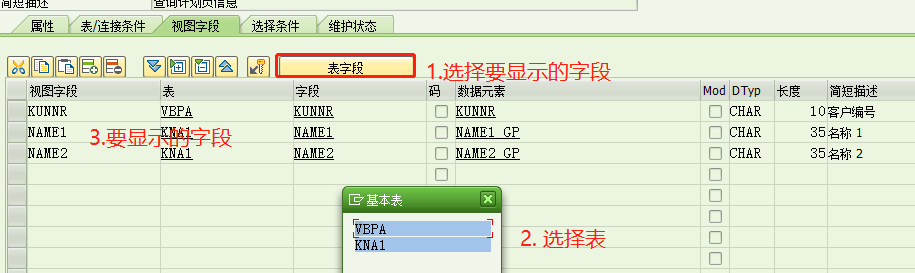 简短描述 查询计划员信息
属性 表/连接条件 视图字段 选择条件 维护状态
表字段 1.选择要显示的字段
视图字段 表 字段 码 数据元素 Mod DTyp 长度 简短描述
KUNNR VBPA KUNNR KUNNR CHAR 10 客户编号
NAME1 KNA1 NAME1 NAME1_GP CHAR 35 名称 1
3.要显示的字段
NAME2 KNA1 NAME2 NAME2_GP CHAR 35 名称 2
基本表
VBPA
KNA1
2. 选择表